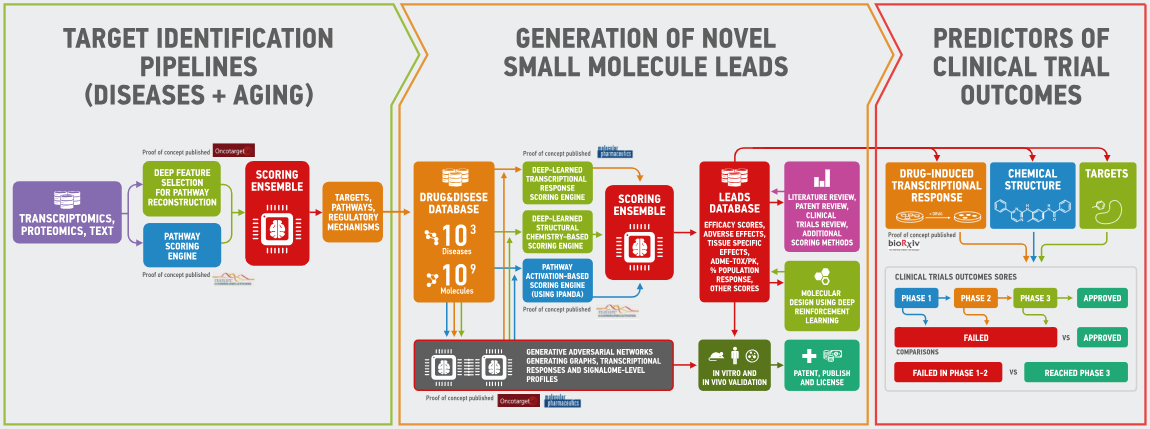 TARGET IDENTIFICATION
PIPELINES
(DISEASES + AGING)
Proof of concept published
Oncotarget
TRANSCRIPTOMICS,
PROTEOMICS, TEXT
DEEP FEATURE
SELECTION
FOR PATHWAY
RECONSTRUCTION
PATHWAY
SCORING
ENGINE
Proof of concept published
SCORING
ENSEMBLE
TARGETS,
PATHWAYS,
REGULATORY
MECHANISMS
GENERATION OF NOVEL
SMALL MOLECULE LEADS
Proof of concept published
molecular
pharmaceutics
DRUG&DISESE
DATABASE
10³
Diseases
10⁹
Molecules
DEEP-LEARNED
TRANSCRIPTIONAL
RESPONSE
SCORING ENGINE
DEEP-LEARNED
STRUCTURAL
CHEMISTRY-BASED
SCORING ENGINE
PATHWAY
ACTIVATION-BASED
SCORING ENGINE
(USING IPANDA)
Proof of concept published
SCORING
ENSEMBLE
LEADS
DATABASE
EFFICACY SCORES,
ADVERSE EFFECTS,
TISSUE SPECIFIC
EFFECTS,
ADME-TOX/PK,
% POPULATION
RESPONSE,
OTHER SCORES
LITERATURE REVIEW,
PATENT REVIEW,
CLINICAL
TRIALS REVIEW,
ADDITIONAL
SCORING METHODS
MOLECULAR
DESIGN USING DEEP
REINFORCEMENT
LEARNING
GENERATIVE ADVERSARIAL NETWORKS
GENERATING GRAPHS, TRANSCRIPTIONAL
RESPONSES AND SIGNALOME-LEVEL
PROFILES
Proof of concept published
Oncotarget
molecular
pharmaceutics
IN VITRO AND
IN VIVO VALIDATION
PATENT, PUBLISH
AND LICENSE
PREDICTORS OF
CLINICAL TRIAL
OUTCOMES
DRUG-INDUCED
TRANSCRIPTIONAL
RESPONSE
+ DRUG
CHEMICAL
STRUCTURE
TARGETS
Proof of concept published
bioRχiv
CLINICAL TRIALS OUTCOMES SORES
PHASE 1
PHASE 2
PHASE 3
APPROVED
FAILED
VS
APPROVED
COMPARISONS
FAILED IN PHASE 1-2
VS
REACHED PHASE 3